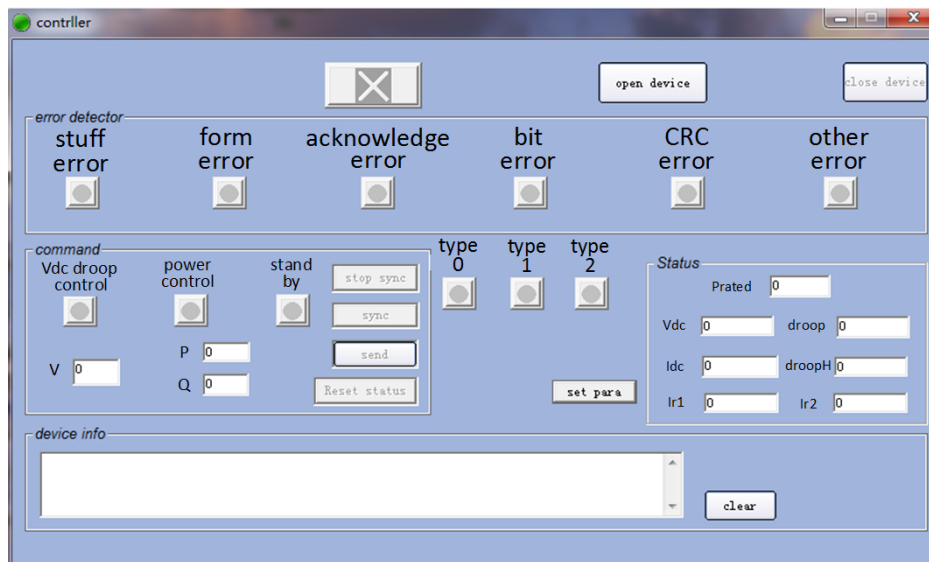 contrller
open device
close device
error detector
stuff
error
form
error
acknowledge
error
bit
error
CRC
error
other
error
command
Vdc droop
control
power
control
stand
by
stop sync
sync
send
Reset status
V 0
P 0
Q 0
type
0
type
1
type
2
set para
Status
Prated 0
Vdc 0 droop 0
Idc 0 droopH 0
Ir1 0 Ir2 0
device info
clear